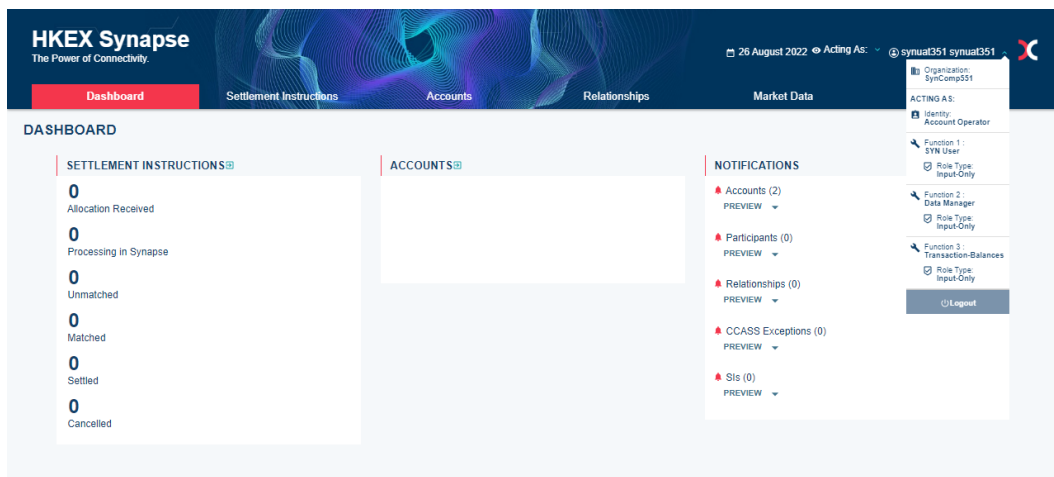 HKEX Synapse
The Power of Connectivity.
26 August 2022 Acting As: synuat351 synuat351
Dashboard Settlement Instructions Accounts Relationships Market Data
Organization:
SynComp551
ACTING AS:
Identity:
Account Operator
Function 1 :
SYN User
Role Type:
Input-Only
Function 2 :
Data Manager
Role Type:
Input-Only
Function 3 :
Transaction-Balances
Role Type:
Input-Only
Logout
DASHBOARD
SETTLEMENT INSTRUCTIONS
0
Allocation Received
0
Processing in Synapse
0
Unmatched
0
Matched
0
Settled
0
Cancelled
ACCOUNTS
NOTIFICATIONS
Accounts (2)
PREVIEW
Participants (0)
PREVIEW
Relationships (0)
PREVIEW
CCASS Exceptions (0)
PREVIEW
SIs (0)
PREVIEW